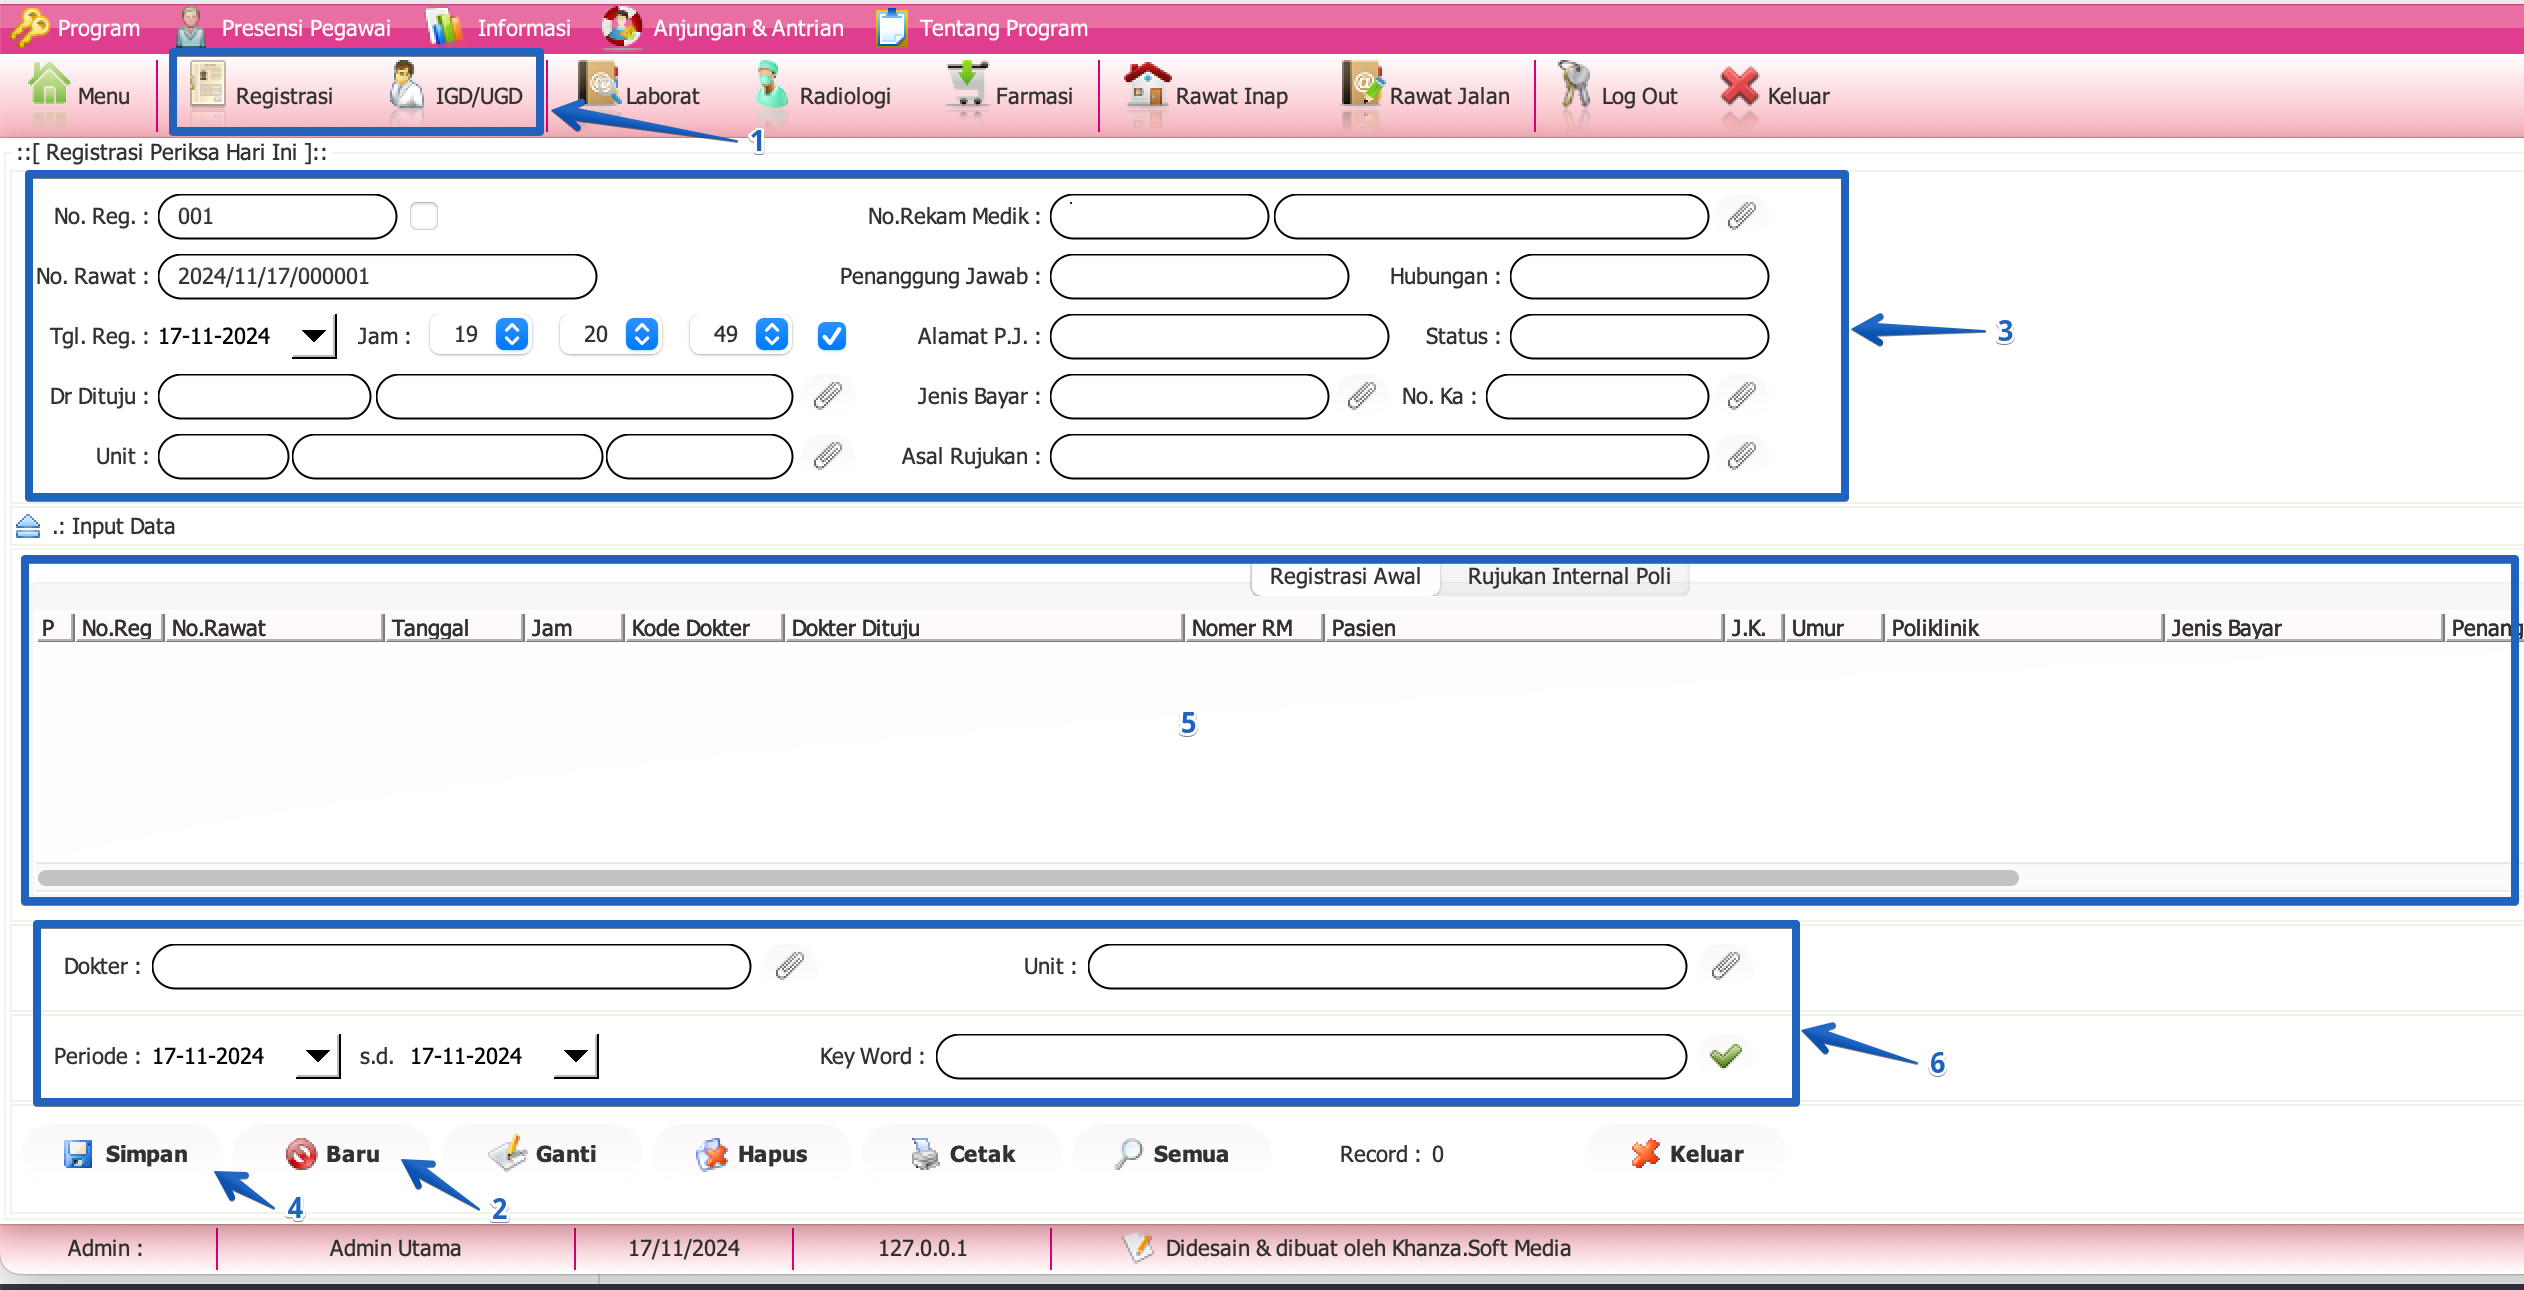 Program Presensi Pegawai Informasi Anjungan & Antrian Tentang Program
Menu Registrasi IGD/UGD Laborat Radiologi Farmasi Rawat Inap Rawat Jalan Log Out Keluar
1
::[ Registrasi Periksa Hari Ini ]::
No. Reg. : 001 No.Rekam Medik :
No. Rawat : 2024/11/17/000001 Penanggung Jawab : Hubungan :
Tgl. Reg. : 17-11-2024 Jam : 19 20 49 Alamat P.J. : Status :
3
Dr Dituju : Jenis Bayar : No. Ka :
Unit : Asal Rujukan :
.: Input Data
Registrasi Awal Rujukan Internal Poli
P No.Reg No.Rawat Tanggal Jam Kode Dokter Dokter Dituju Nomer RM Pasien J.K. Umur Poliklinik Jenis Bayar Penang
5
Dokter : Unit :
Periode : 17-11-2024 s.d. 17-11-2024 Key Word :
6
Simpan Baru Ganti Hapus Cetak Semua Record : 0 Keluar
4 2
Admin : Admin Utama 17/11/2024 127.0.0.1 Didesain & dibuat oleh Khanza.Soft Media